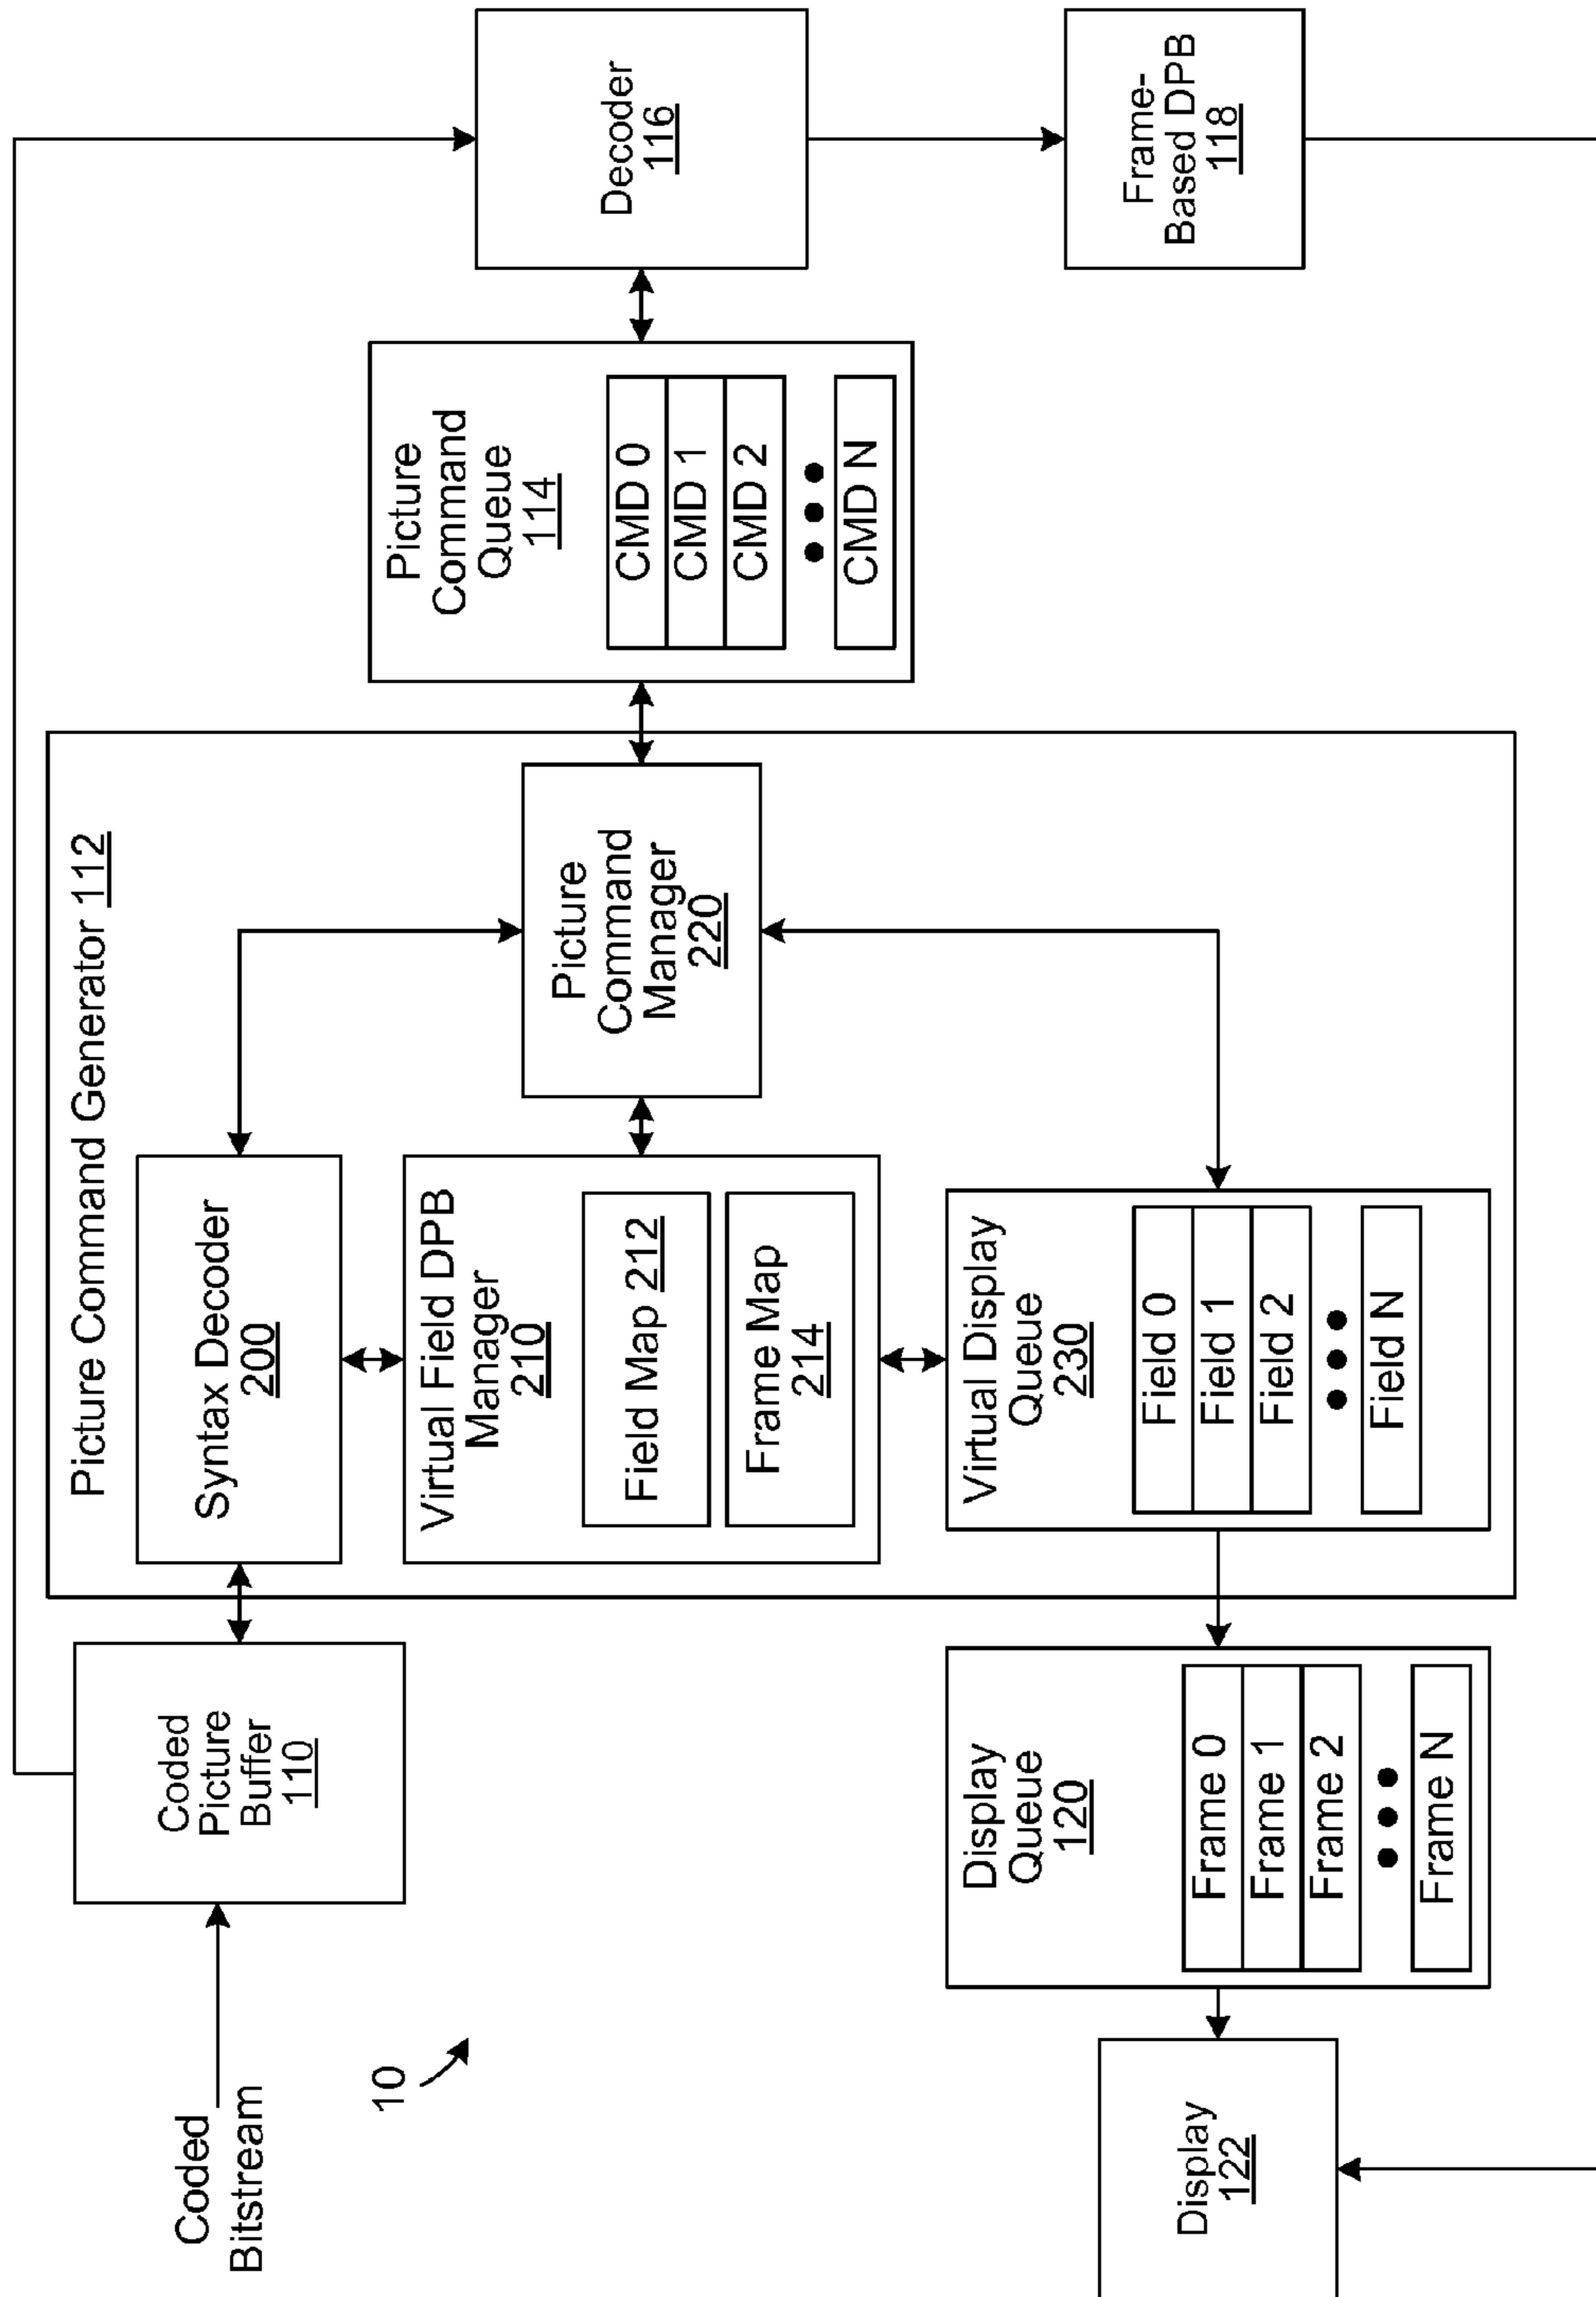 Coded
Bitstream
10
Coded
Picture
Buffer
110
Picture Command Generator 112
Syntax Decoder
200
Virtual Field DPB
Manager
210
Field Map 212
Frame Map
214
Picture
Command
Manager
220
Virtual Display
Queue
230
Field 0
Field 1
Field 2
Field N
Picture
Command
Queue
114
CMD 0
CMD 1
CMD 2
CMD N
Decoder
116
Frame-
Based DPB
118
Display
Queue
120
Frame 0
Frame 1
Frame 2
Frame N
Display
122